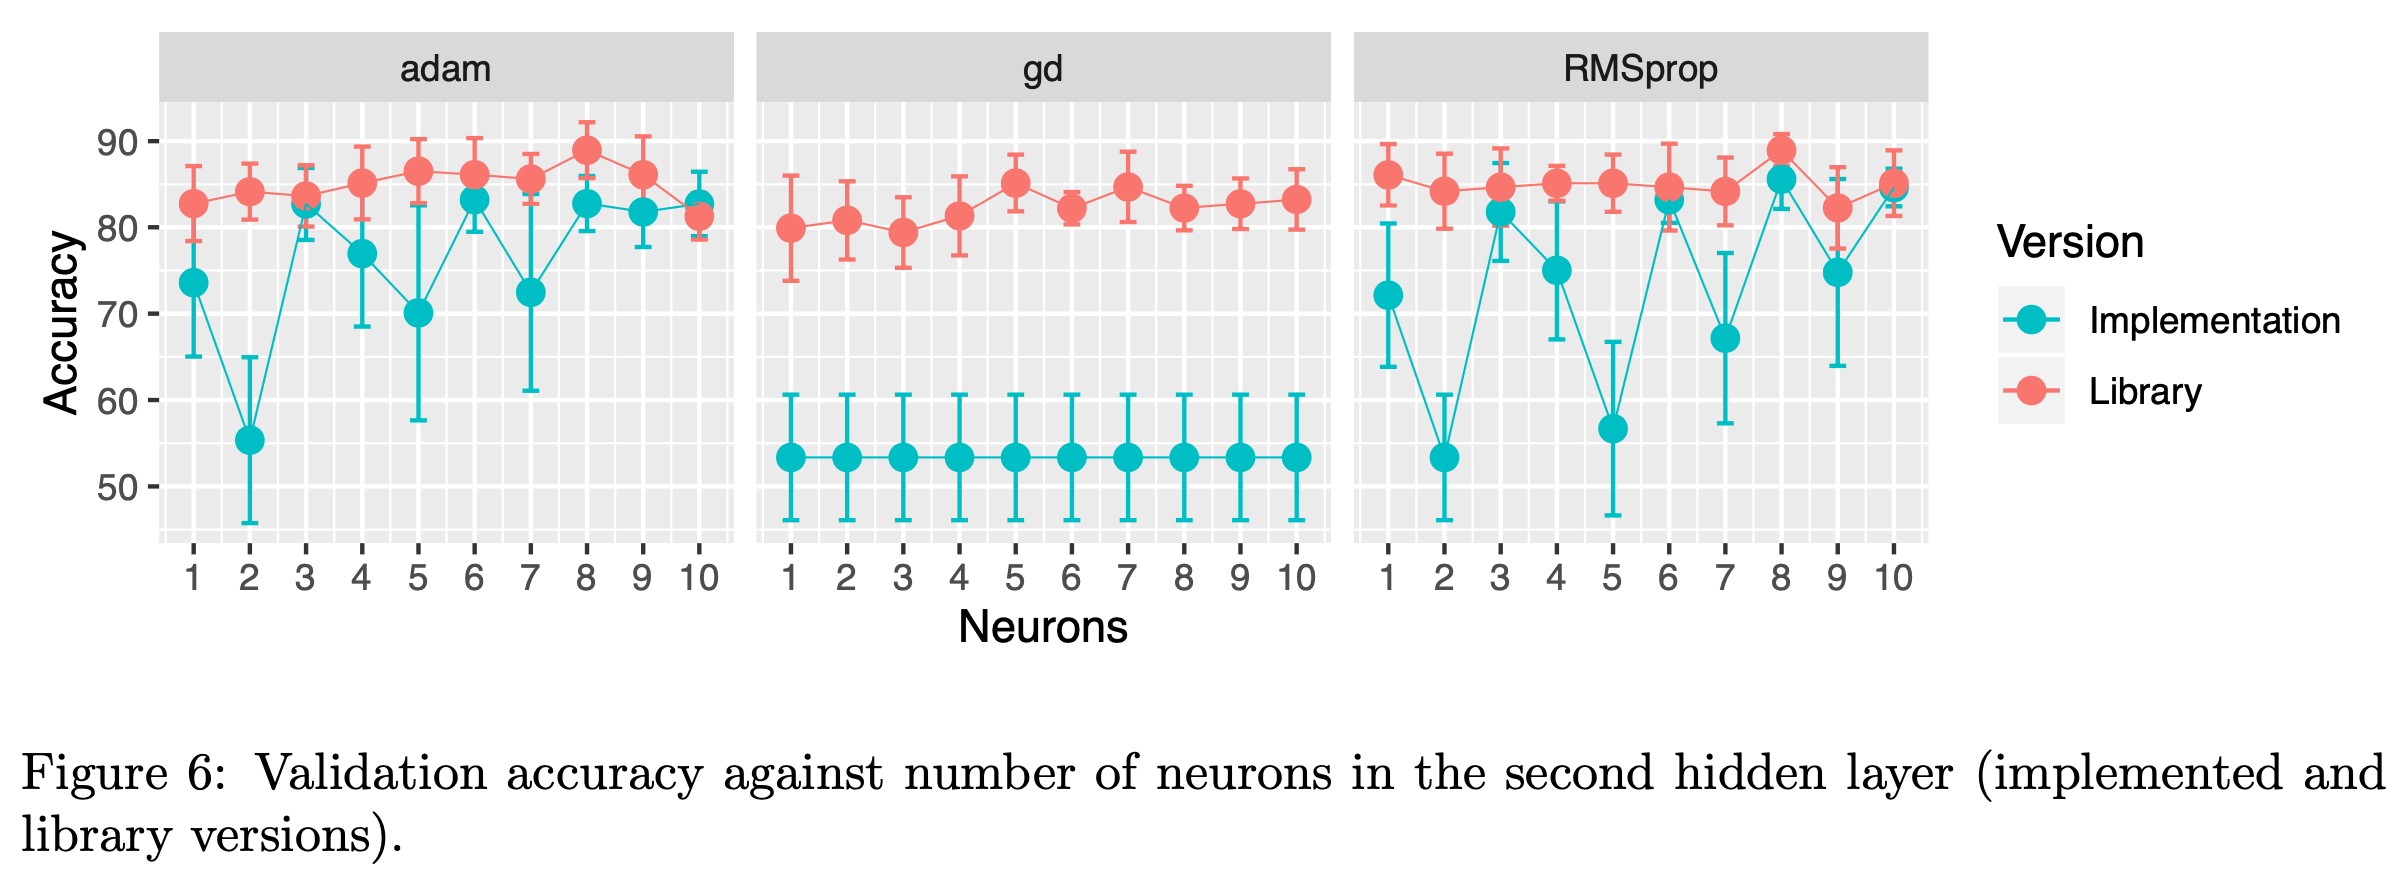 adam gd RMSprop
90
80
70
60
50
Accuracy
1 2 3 4 5 6 7 8 9 10 1 2 3 4 5 6 7 8 9 10 1 2 3 4 5 6 7 8 9 10
Neurons
Version
Implementation
Library
Figure 6: Validation accuracy against number of neurons in the second hidden layer (implemented and
library versions).